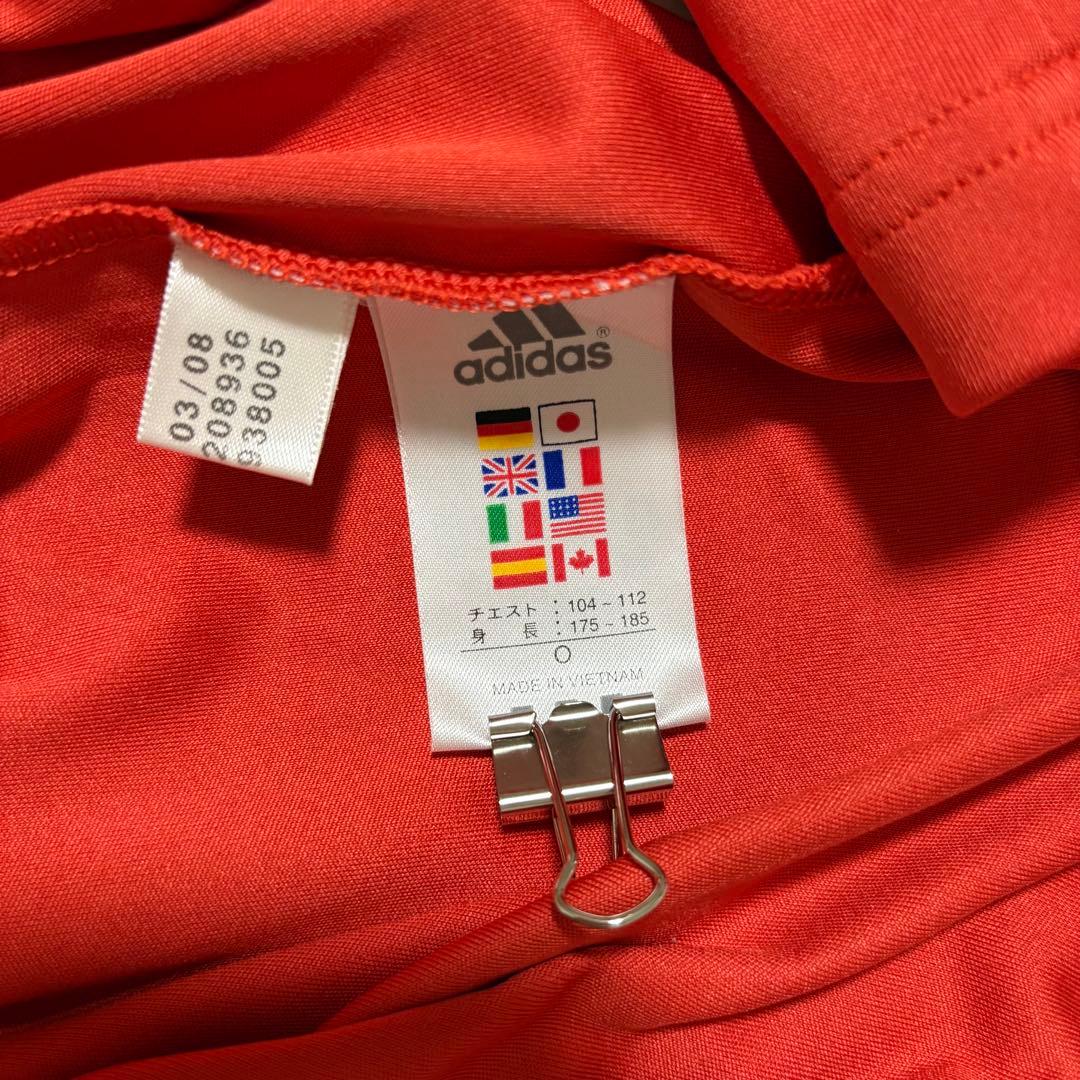 03/08
208936
938005
adidas®
チェスト : 104 ~ 112
身 長 : 175 ~ 185
O
MADE IN VIETNAM